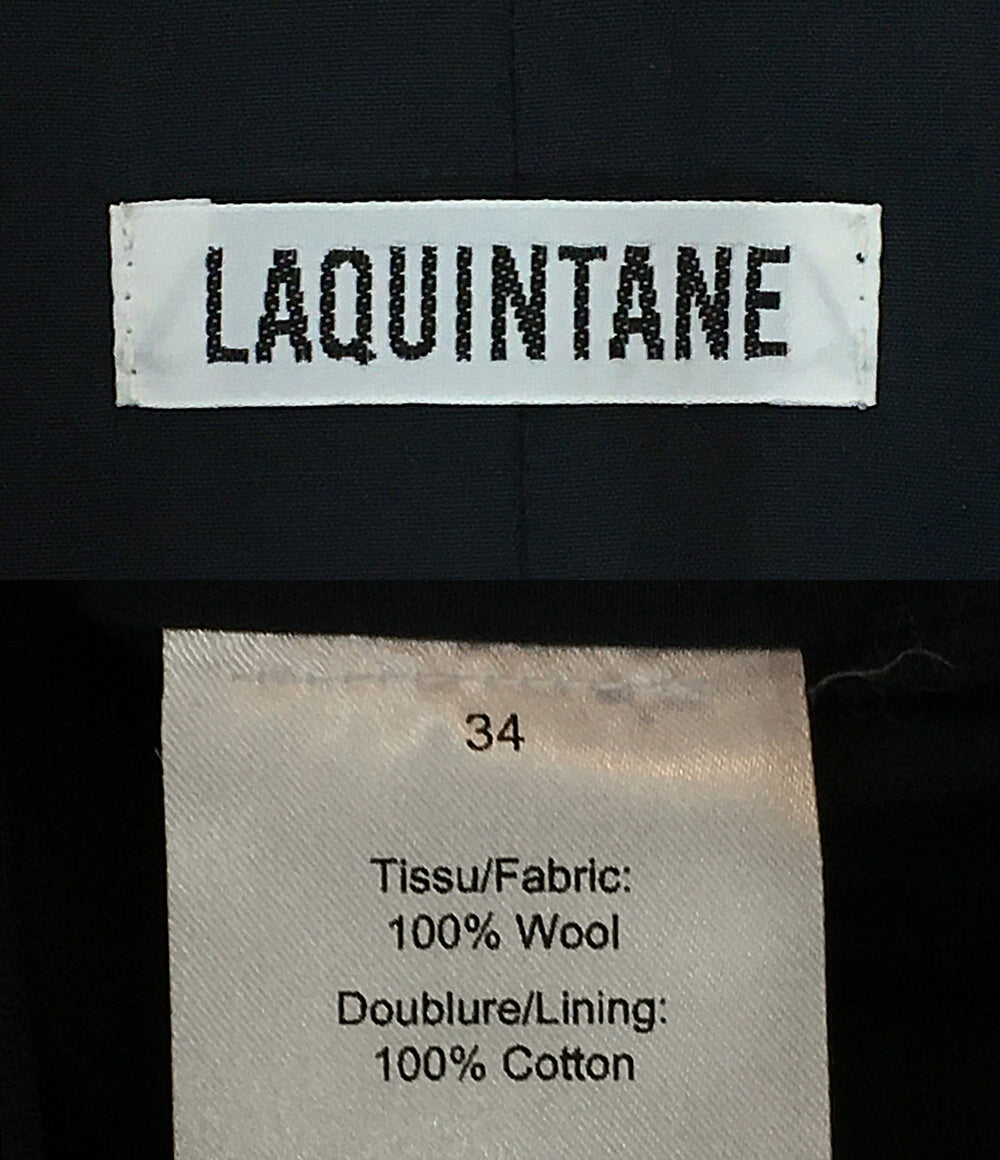 LAQUINTANE
34
Tissu/Fabric:
100% Wool
Doublure/Lining:
100% Cotton